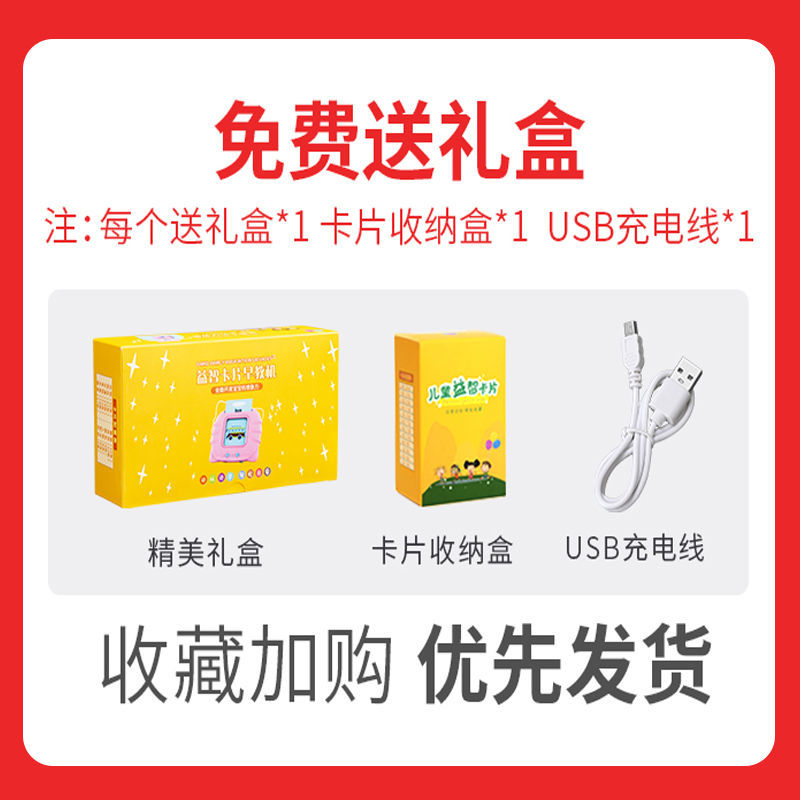 免费送礼盒
注:每个送礼盒*1 卡片收纳盒*1 USB充电线*1
益智卡片早教机
儿童益智卡片
精美礼盒
卡片收纳盒
USB充电线
收藏加购 优先发货